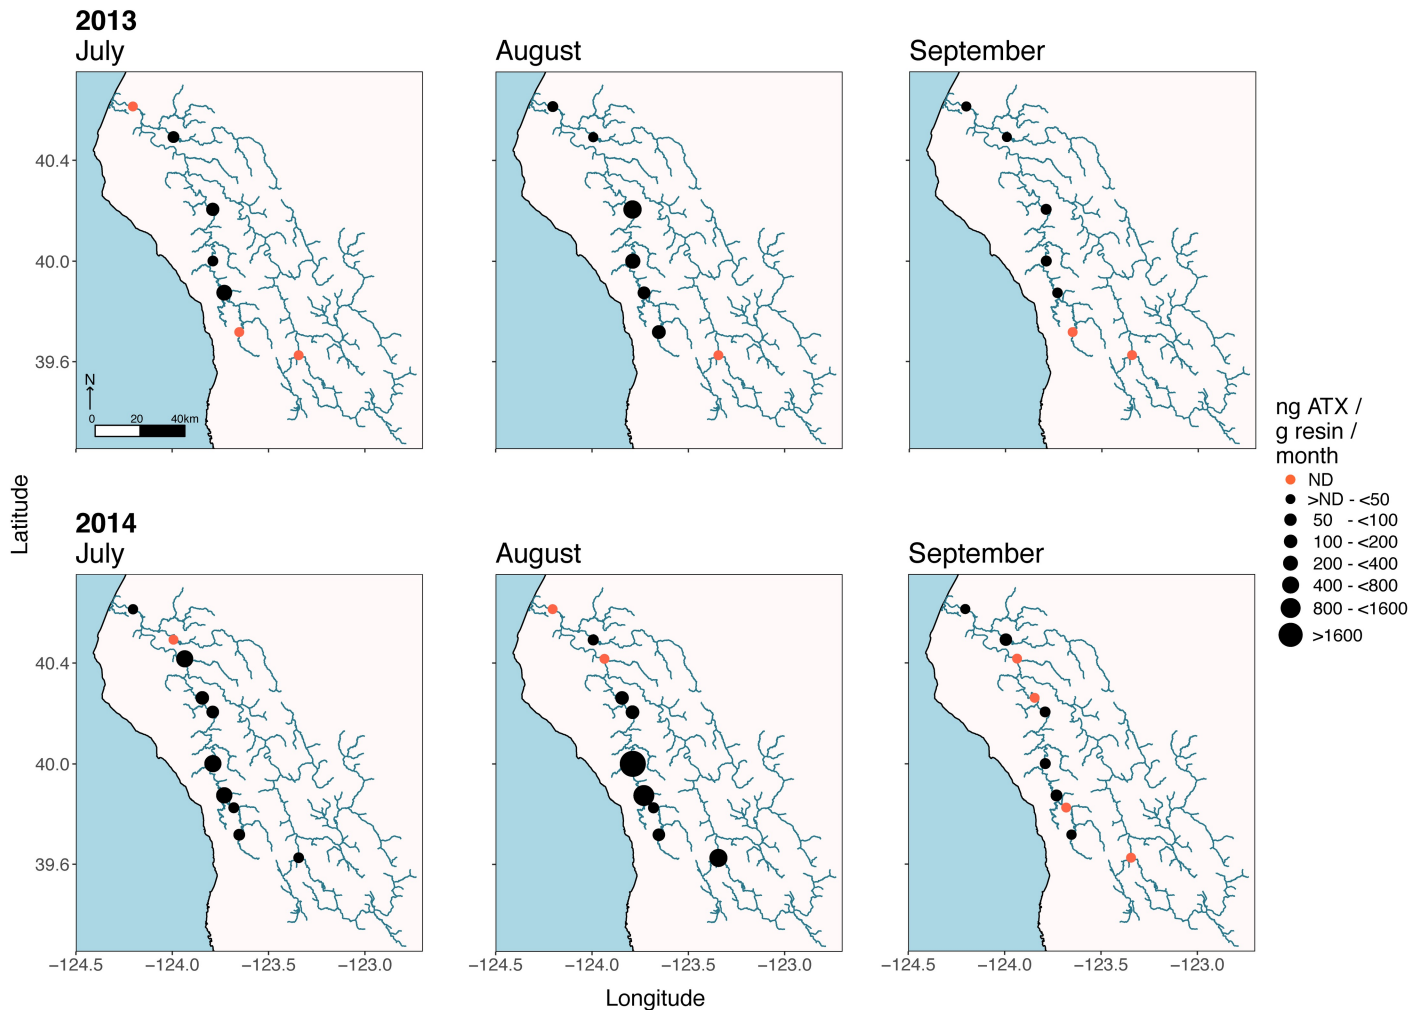 2013
July
August
September
40.4
40.0
39.6
N
0 20 40km
ng ATX /
g resin /
month
ND
>ND - <50
50 - <100
100 - <200
200 - <400
400 - <800
800 - <1600
>1600
Latitude
2014
July
August
September
40.4
40.0
39.6
−124.5 −124.0 −123.5 −123.0
−124.5 −124.0 −123.5 −123.0
−124.5 −124.0 −123.5 −123.0
Longitude